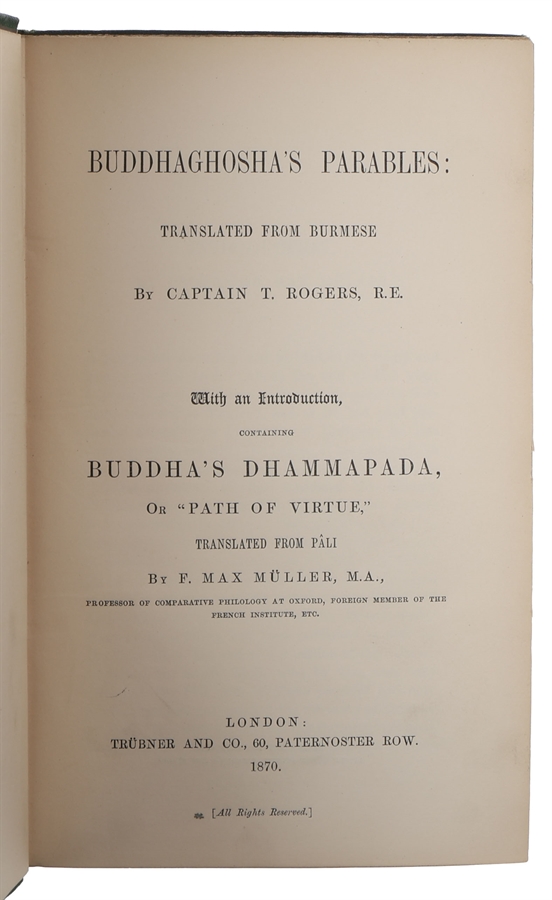 BUDDHAGHOSHA'S PARABLES:
TRANSLATED FROM BURMESE
BY CAPTAIN T. ROGERS, R.E.
With an Introduction,
CONTAINING
BUDDHA'S DHAMMAPADA,
OR "PATH OF VIRTUE,"
TRANSLATED FROM PÂLI
BY F. MAX MÜLLER, M.A.,
PROFESSOR OF COMPARATIVE PHILOLOGY AT OXFORD, FOREIGN MEMBER OF THE
FRENCH INSTITUTE, ETC.
LONDON:
TRÜBNER AND CO., 60, PATERNOSTER ROW.
1870.
[All Rights Reserved.]